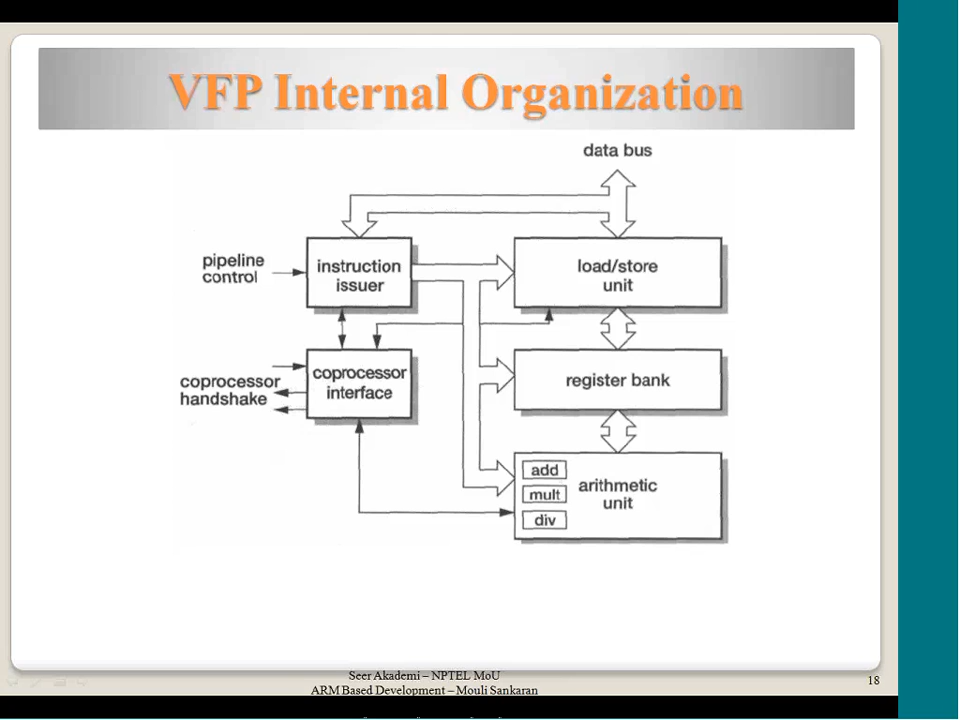 VFP Internal Organization
data bus
pipeline
control
instruction
issuer
load/store
unit
coprocessor
handshake
coprocessor
interface
register bank
add
mult
div
arithmetic
unit
Seer Akademi – NPTEL MoU
ARM Based Development – Mouli Sankaran
18